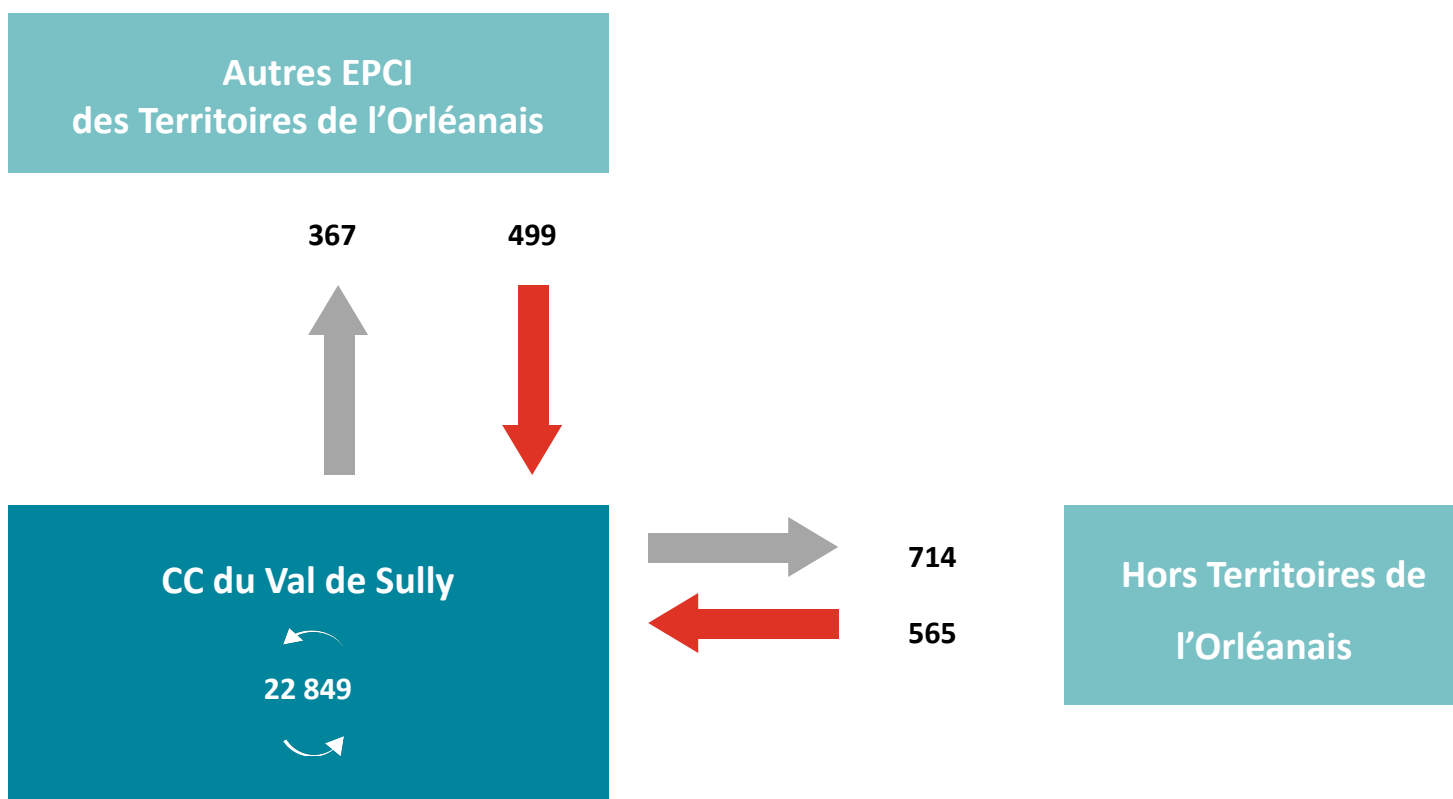 Autres EPCI
des Territoires de l’Orléanais
367 499
CC du Val de Sully
22 849
714
565
Hors Territoires de
l’Orléanais